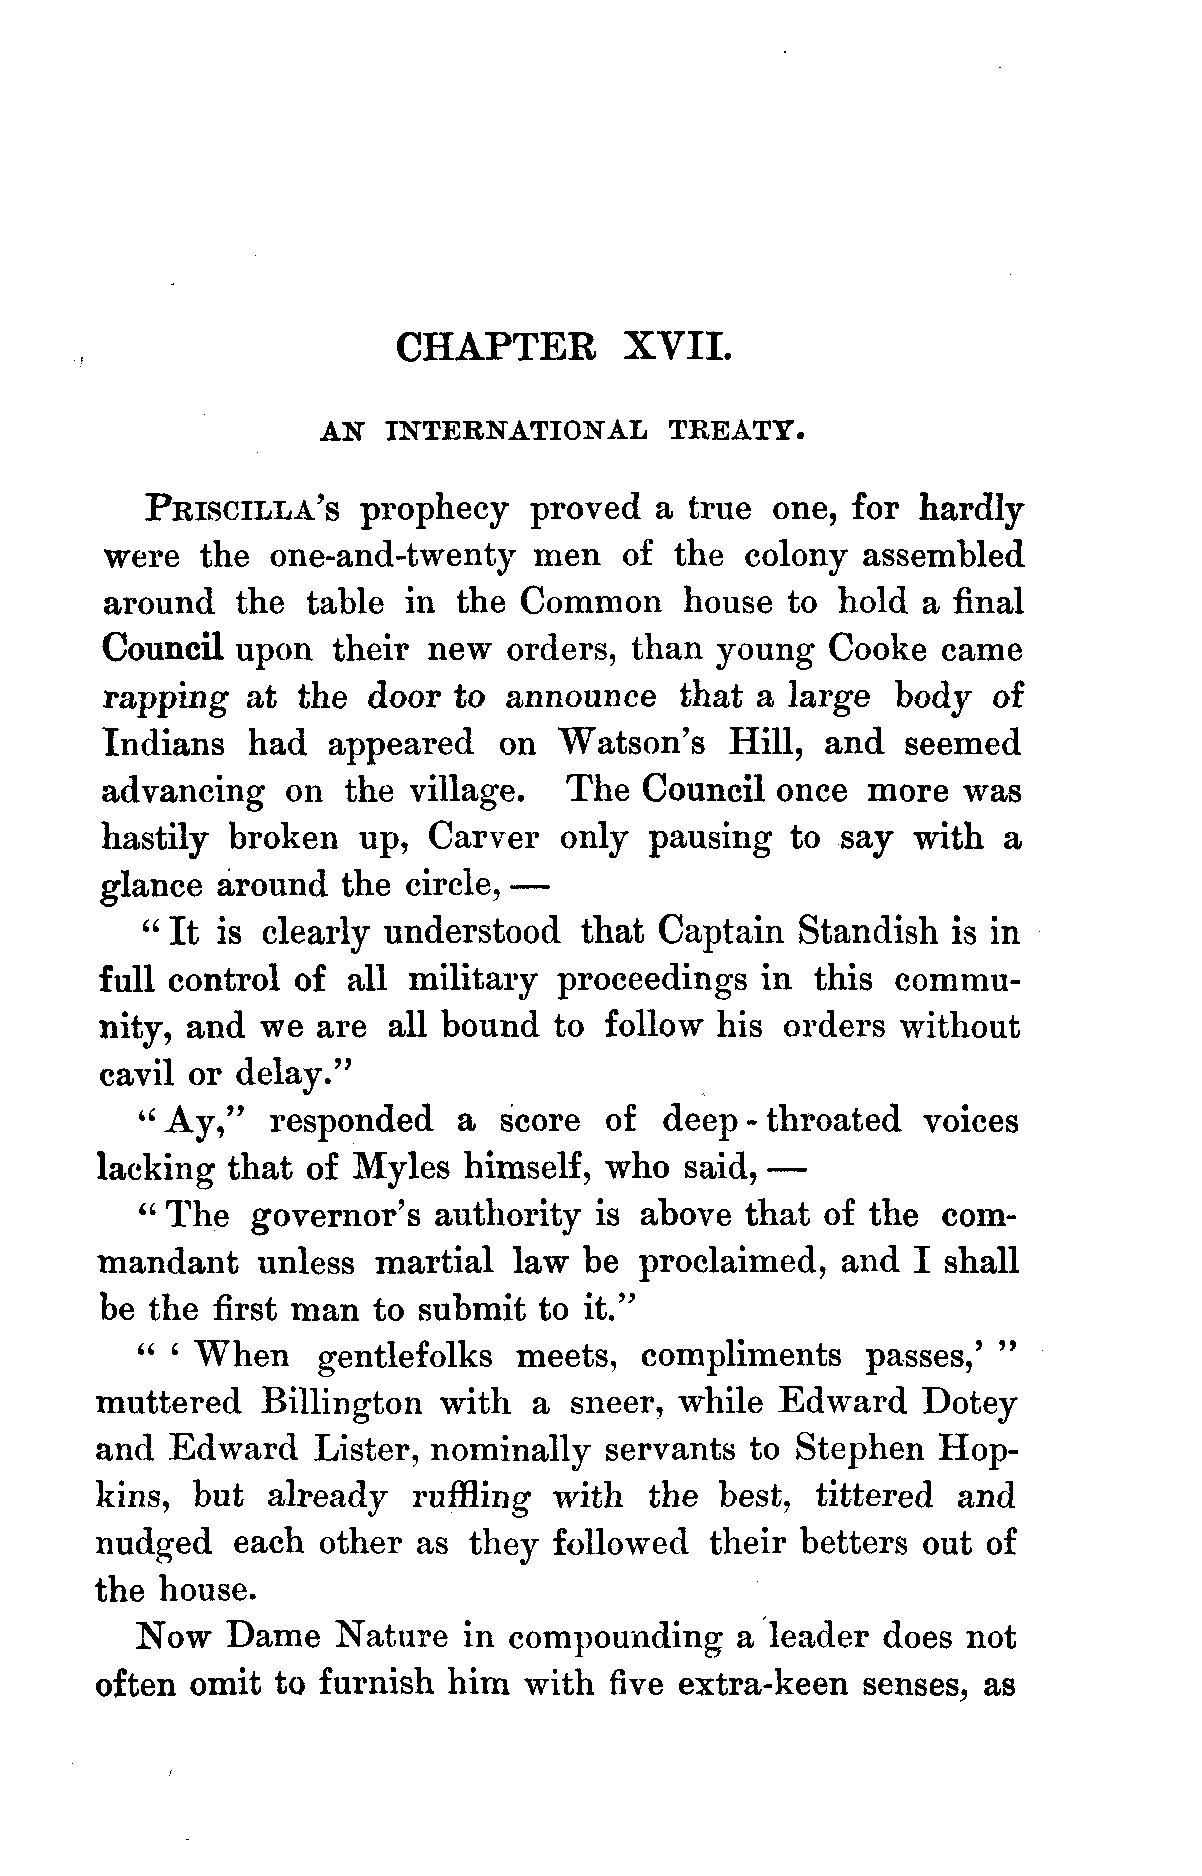 CHAPTER XVII.
AN INTERNATIONAL TREATY.
PRISCILLA'S prophecy proved a true one, for hardly
were the one-and-twenty men of the colony assembled
around the table in the Common house to hold a final
Council upon their new orders, than young Cooke came
rapping at the door to announce that a large body of
Indians had appeared on Watson's Hill, and seemed
advancing on the village. The Council once more was
hastily broken up, Carver only pausing to say with a
glance around the circle, —
"It is clearly understood that Captain Standish is in
full control of all military proceedings in this commu-
nity, and we are all bound to follow his orders without
cavil or delay."
"Ay," responded a score of deep-throated voices
lacking that of Myles himself, who said, —
"The governor's authority is above that of the com-
mandant unless martial law be proclaimed, and I shall
be the first man to submit to it."
"'When gentlefolks meets, compliments passes,'"
muttered Billington with a sneer, while Edward Dotey
and Edward Lister, nominally servants to Stephen Hop-
kins, but already ruffling with the best, tittered and
nudged each other as they followed their betters out of
the house.
Now Dame Nature in compounding a leader does not
often omit to furnish him with five extra-keen senses, as